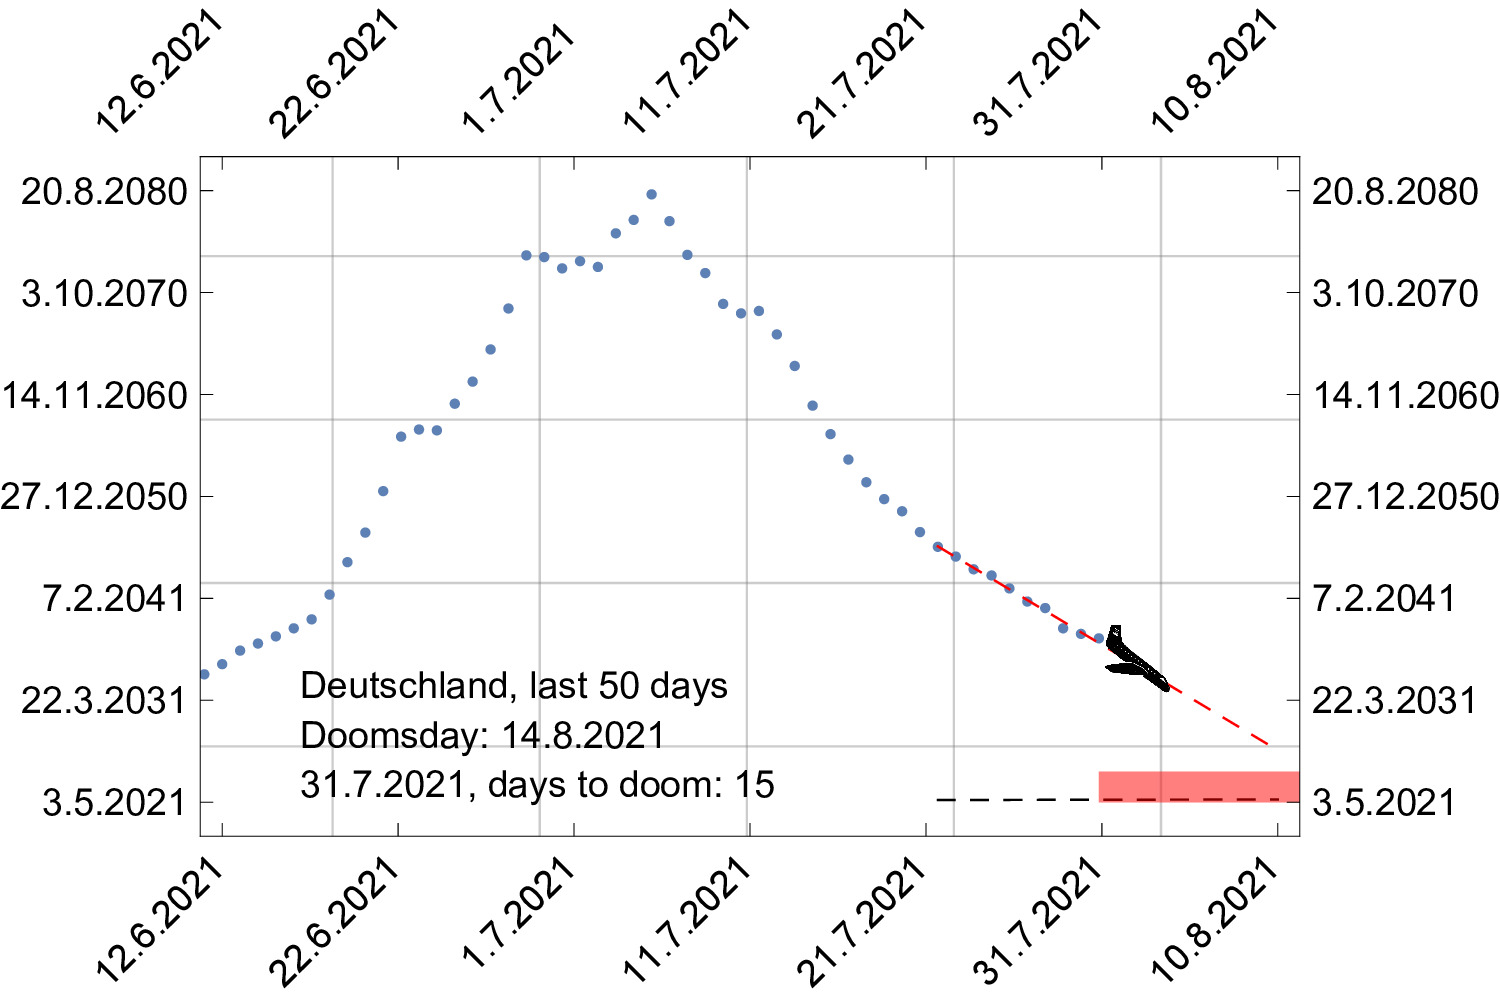 12.6.2021 22.6.2021 1.7.2021 11.7.2021 21.7.2021 31.7.2021 10.8.2021
20.8.2080 20.8.2080
3.10.2070 3.10.2070
14.11.2060 14.11.2060
27.12.2050 27.12.2050
7.2.2041 7.2.2041
Deutschland, last 50 days
22.3.2031 22.3.2031
Doomsday: 14.8.2021
31.7.2021, days to doom: 15
3.5.2021 3.5.2021
12.6.2021 22.6.2021 1.7.2021 11.7.2021 21.7.2021 31.7.2021 10.8.2021